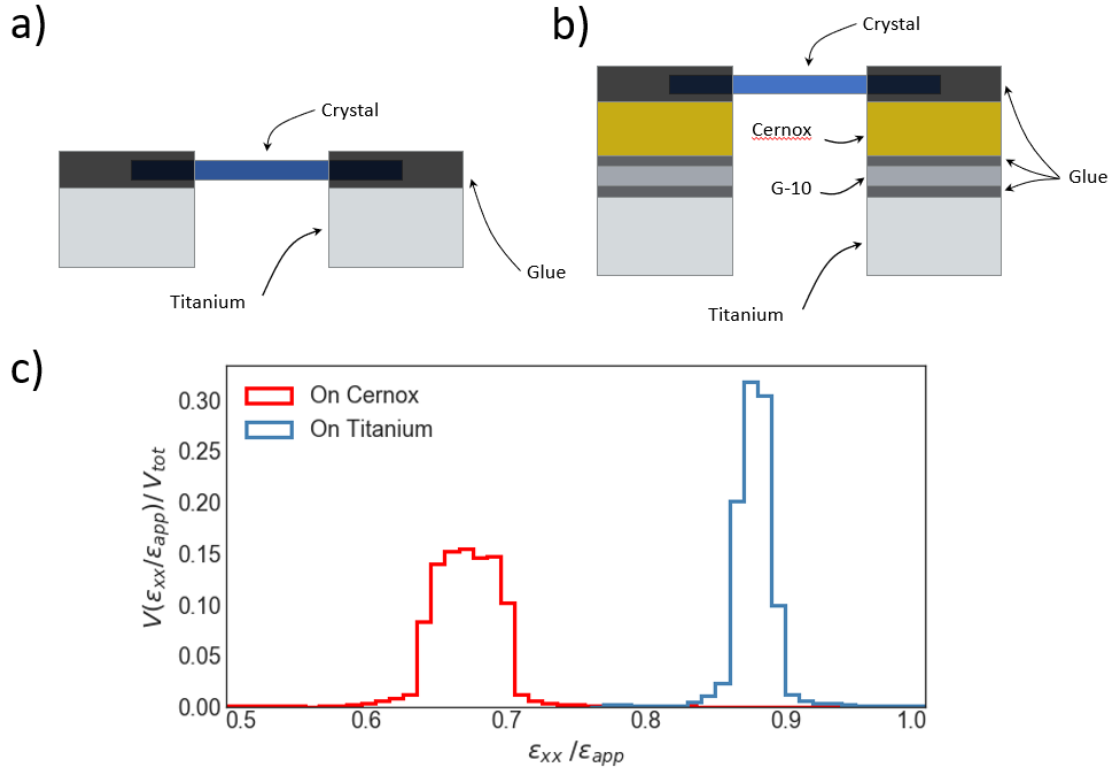 a)
Crystal
Glue
Titanium
b)
Crystal
Cernox
G-10
Glue
Titanium
c)
On Cernox
On Titanium
V(εxx/εapp)/Vtot
0.30
0.25
0.20
0.15
0.10
0.05
0.00
0.5 0.6 0.7 0.8 0.9 1.0
εxx/εapp